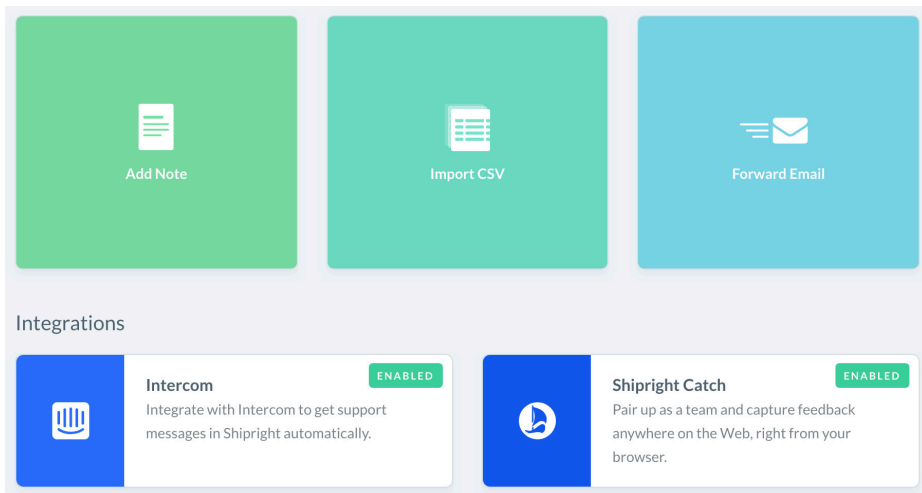 Add Note
Import CSV
Forward Email
Integrations
Intercom
ENABLED
Integrate with Intercom to get support
messages in Shipright automatically.
Shipright Catch
ENABLED
Pair up as a team and capture feedback
anywhere on the Web, right from your
browser.